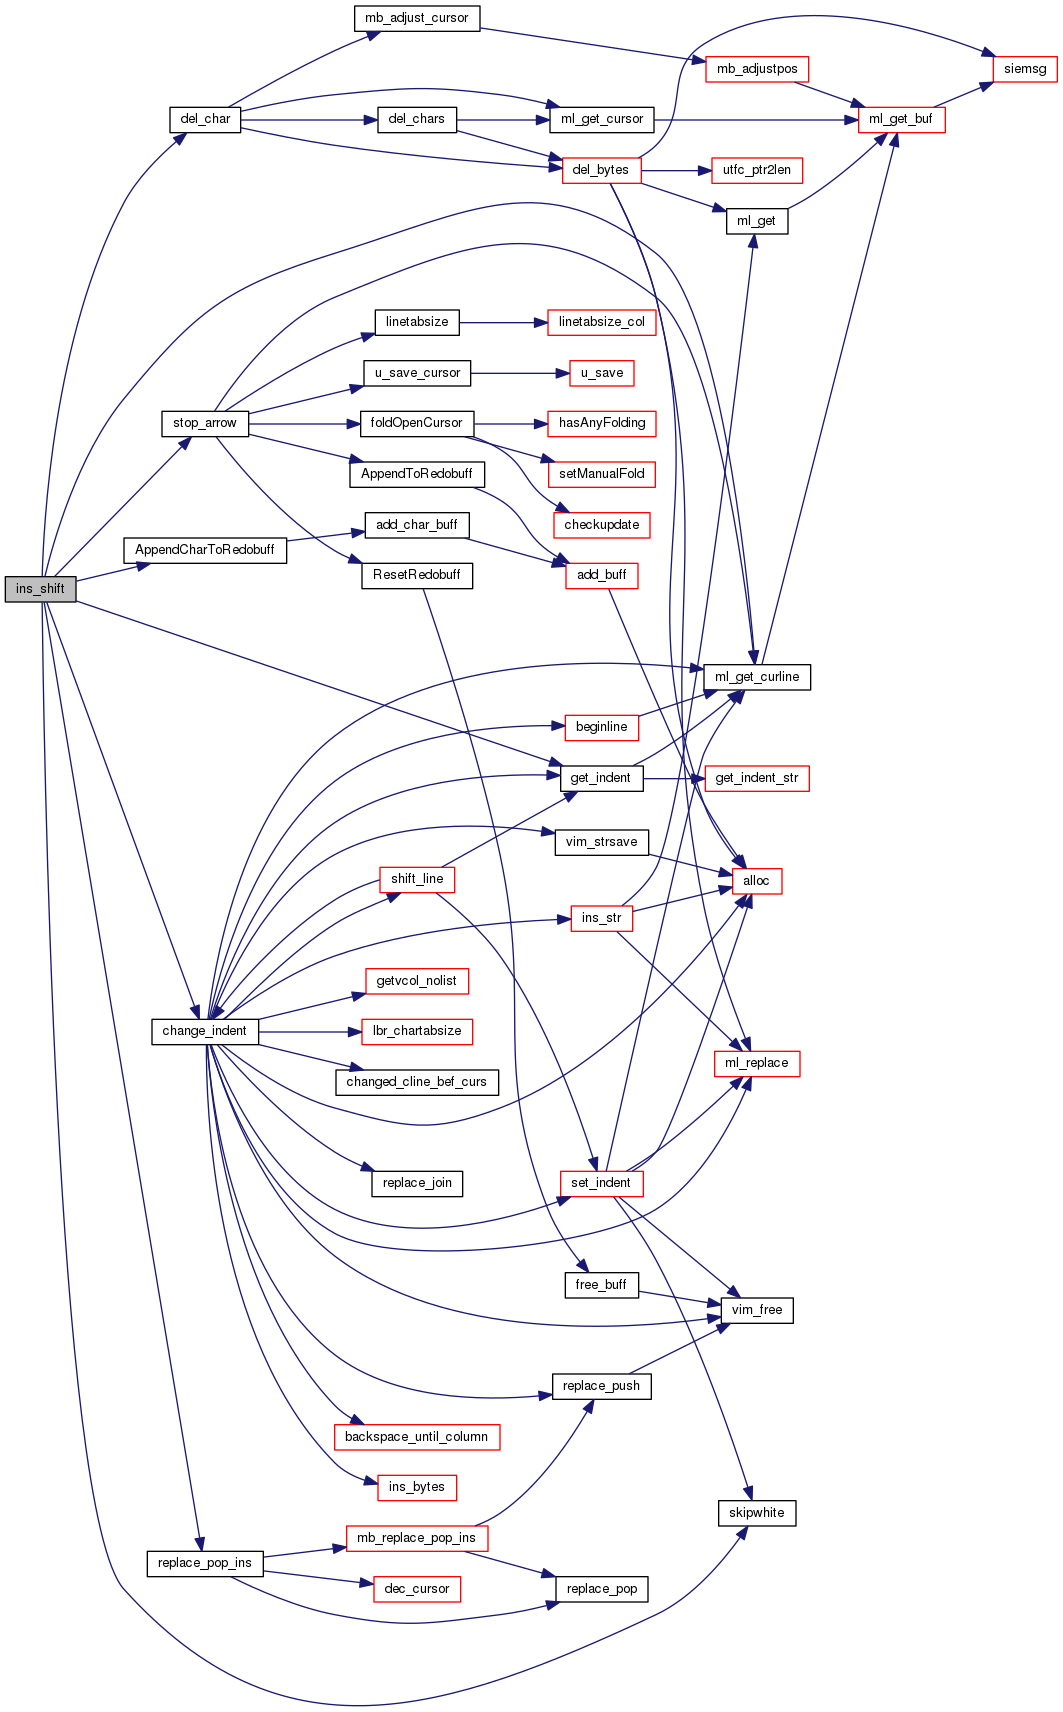 mb_adjust_cursor
mb_adjustpos
siemsg
del_char
del_chars
ml_get_cursor
ml_get_buf
del_bytes
utfc_ptr2len
ml_get
linetabsize
linetabsize_col
u_save_cursor
u_save
stop_arrow
foldOpenCursor
hasAnyFolding
AppendToRedobuff
setManualFold
add_char_buff
checkupdate
AppendCharToRedobuff
ResetRedobuff
add_buff
ins_shift
ml_get_curline
beginline
get_indent
get_indent_str
vim_strsave
shift_line
alloc
ins_str
getvcol_nolist
change_indent
lbr_chartabsize
changed_cline_bef_curs
ml_replace
replace_join
set_indent
free_buff
vim_free
replace_push
backspace_until_column
ins_bytes
skipwhite
mb_replace_pop_ins
replace_pop_ins
dec_cursor
replace_pop